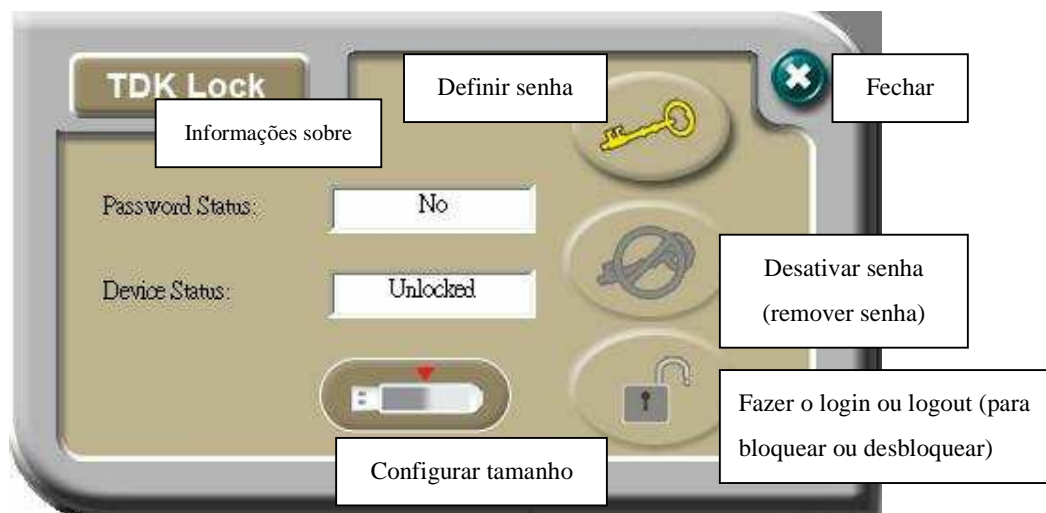 TDK Lock
Definir senha
Fechar
Informações sobre
Password Status:
No
Device Status:
Unlocked
Desativar senha
(remover senha)
Fazer o login ou logout (para
bloquear ou desbloquear)
Configurar tamanho